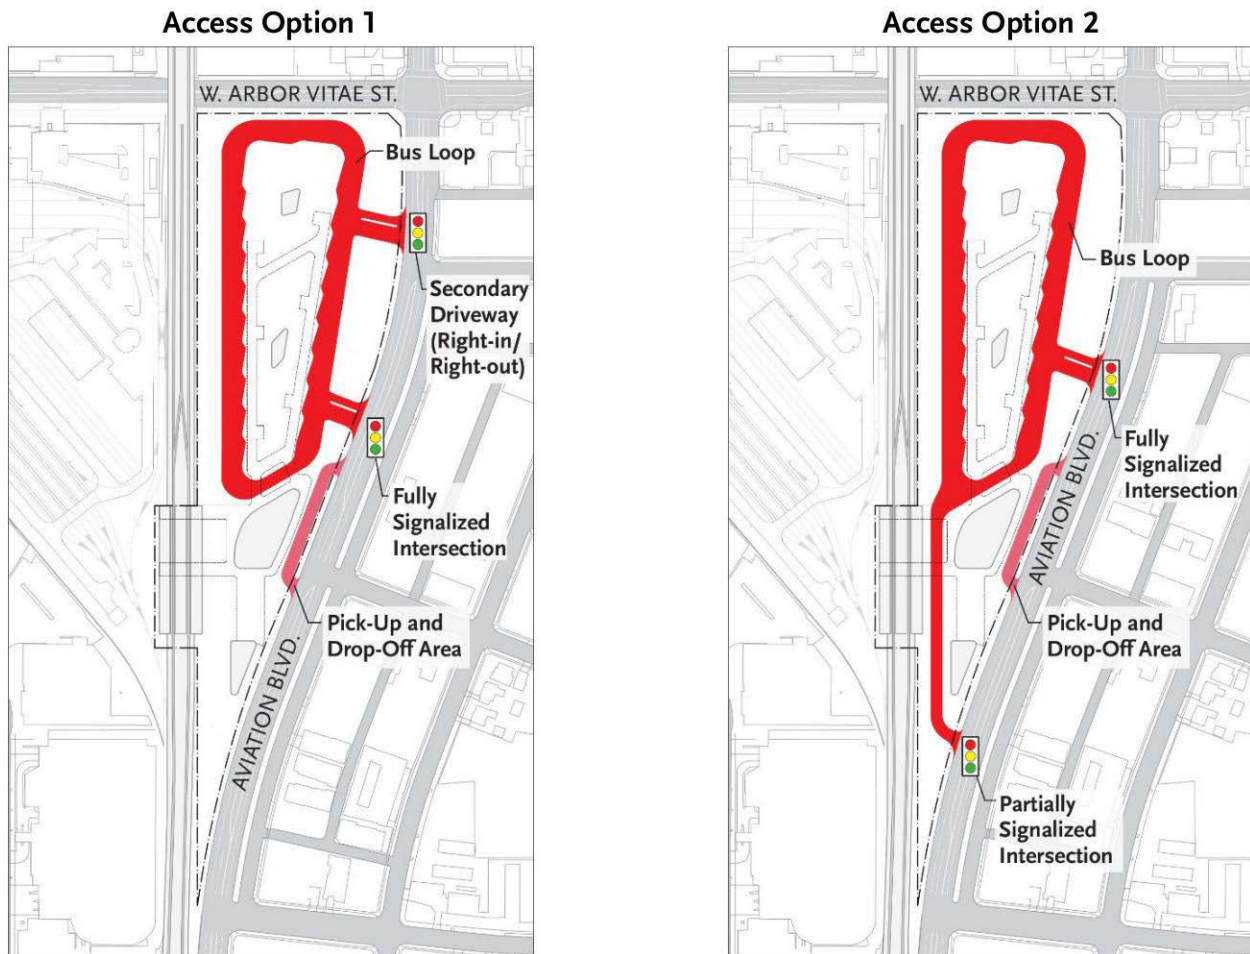 Access Option 1
W. ARBOR VITAE ST.
Bus Loop
Secondary
Driveway
(Right-in/
Right-out)
Fully
Signalized
Intersection
Pick-Up and
Drop-Off Area
AVIATION BLVD.
Access Option 2
W. ARBOR VITAE ST.
Bus Loop
Fully
Signalized
Intersection
AVIATION BLVD.
Pick-Up and
Drop-Off Area
Partially
Signalized
Intersection